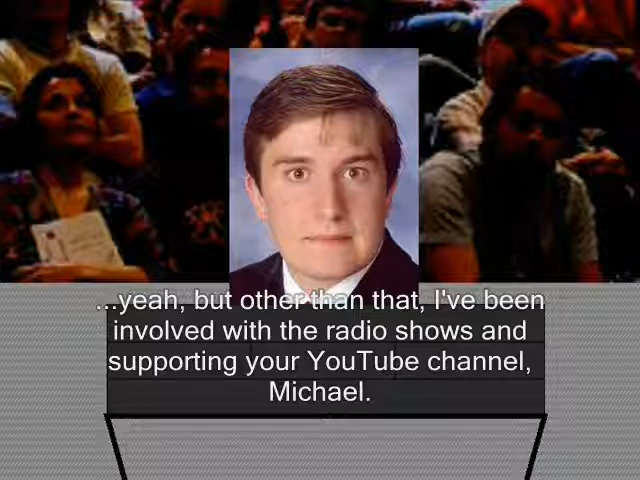 ...yeah, but other than that, I've been
involved with the radio shows and
supporting your YouTube channel,
Michael.